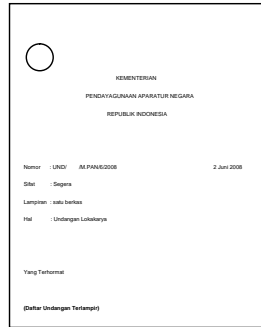 KEMENTERIAN
PENDAYAGUNAAN APARATUR NEGARA
REPUBLIK INDONESIA
Nomor : UND/ /M.PAN/6/2008 2 Juni 2008
Sifat : Segera
Lampiran : satu berkas
Hal : Undangan Lokakarya
Yang Terhormat
(Daftar Undangan Terlampir)